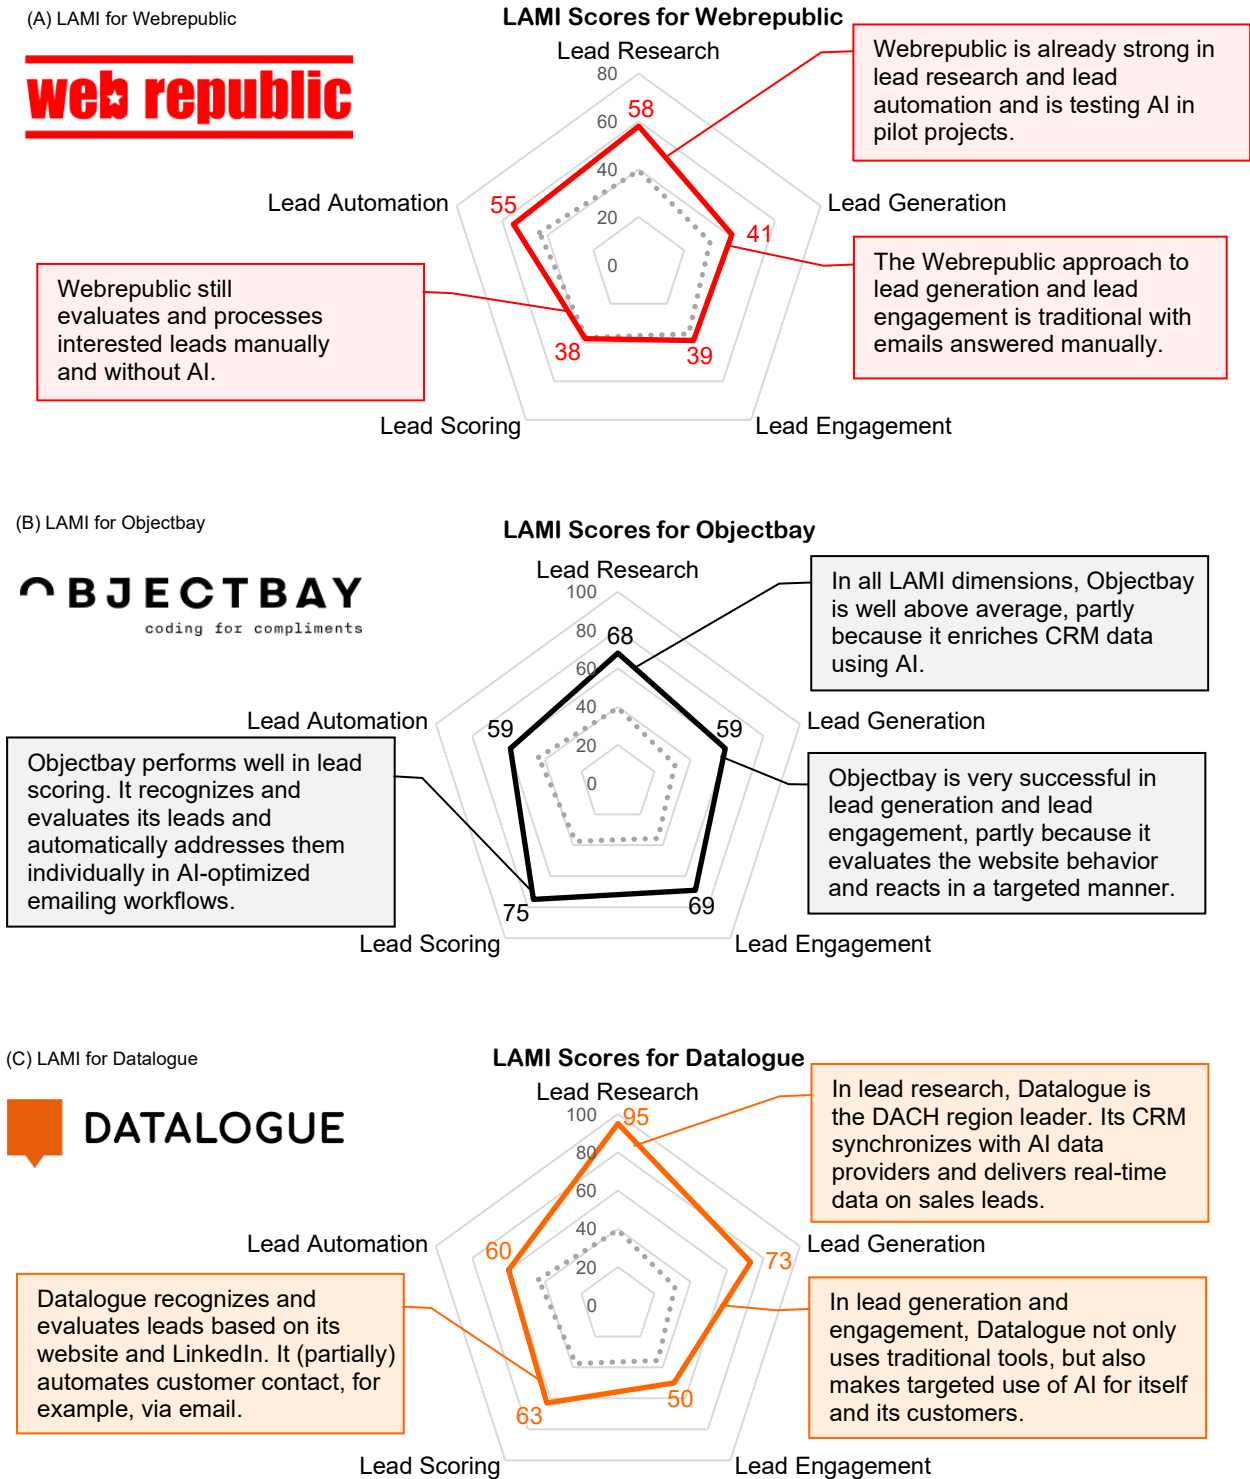 (A) LAMI for Webrepublic
web republic
LAMI Scores for Webrepublic
Lead Research
80
60
40
20
0
58
41
39
38
55
Lead Generation
Lead Engagement
Lead Scoring
Lead Automation
Webrepublic is already strong in
lead research and lead
automation and is testing AI in
pilot projects.
The Webrepublic approach to
lead generation and lead
engagement is traditional with
emails answered manually.
Webrepublic still
evaluates and processes
interested leads manually
and without AI.
(B) LAMI for Objectbay
OBJECTBAY
coding for compliments
LAMI Scores for Objectbay
Lead Research
100
80
60
40
20
0
68
59
69
75
59
Lead Generation
Lead Engagement
Lead Scoring
Lead Automation
In all LAMI dimensions, Objectbay
is well above average, partly
because it enriches CRM data
using AI.
Objectbay is very successful in
lead generation and lead
engagement, partly because it
evaluates the website behavior
and reacts in a targeted manner.
Objectbay performs well in lead
scoring. It recognizes and
evaluates its leads and
automatically addresses them
individually in AI-optimized
emailing workflows.
(C) LAMI for Datalogue
DATALOGUE
LAMI Scores for Datalogue
Lead Research
100
80
60
40
20
0
95
73
50
63
60
Lead Generation
Lead Engagement
Lead Scoring
Lead Automation
In lead research, Datalogue is
the DACH region leader. Its CRM
synchronizes with AI data
providers and delivers real-time
data on sales leads.
In lead generation and
engagement, Datalogue not only
uses traditional tools, but also
makes targeted use of AI for itself
and its customers.
Datalogue recognizes and
evaluates leads based on its
website and LinkedIn. It (partially)
automates customer contact, for
example, via email.